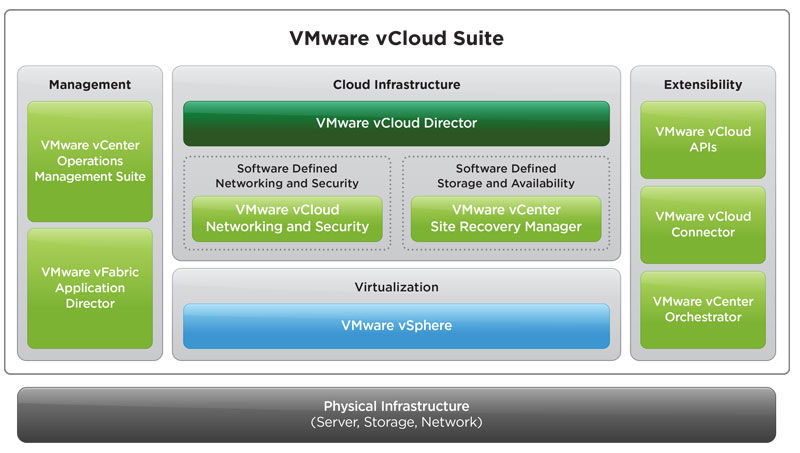 VMware vCloud Suite
Management
VMware vCenter
Operations
Management Suite
VMware vFabric
Application
Director
Cloud Infrastructure
VMware vCloud Director
Software Defined
Networking and Security
VMware vCloud
Networking and Security
Software Defined
Storage and Availability
VMware vCenter
Site Recovery Manager
Virtualization
VMware vSphere
Extensibility
VMware vCloud
APIs
VMware vCloud
Connector
VMware vCenter
Orchestrator
Physical Infrastructure
(Server, Storage, Network)